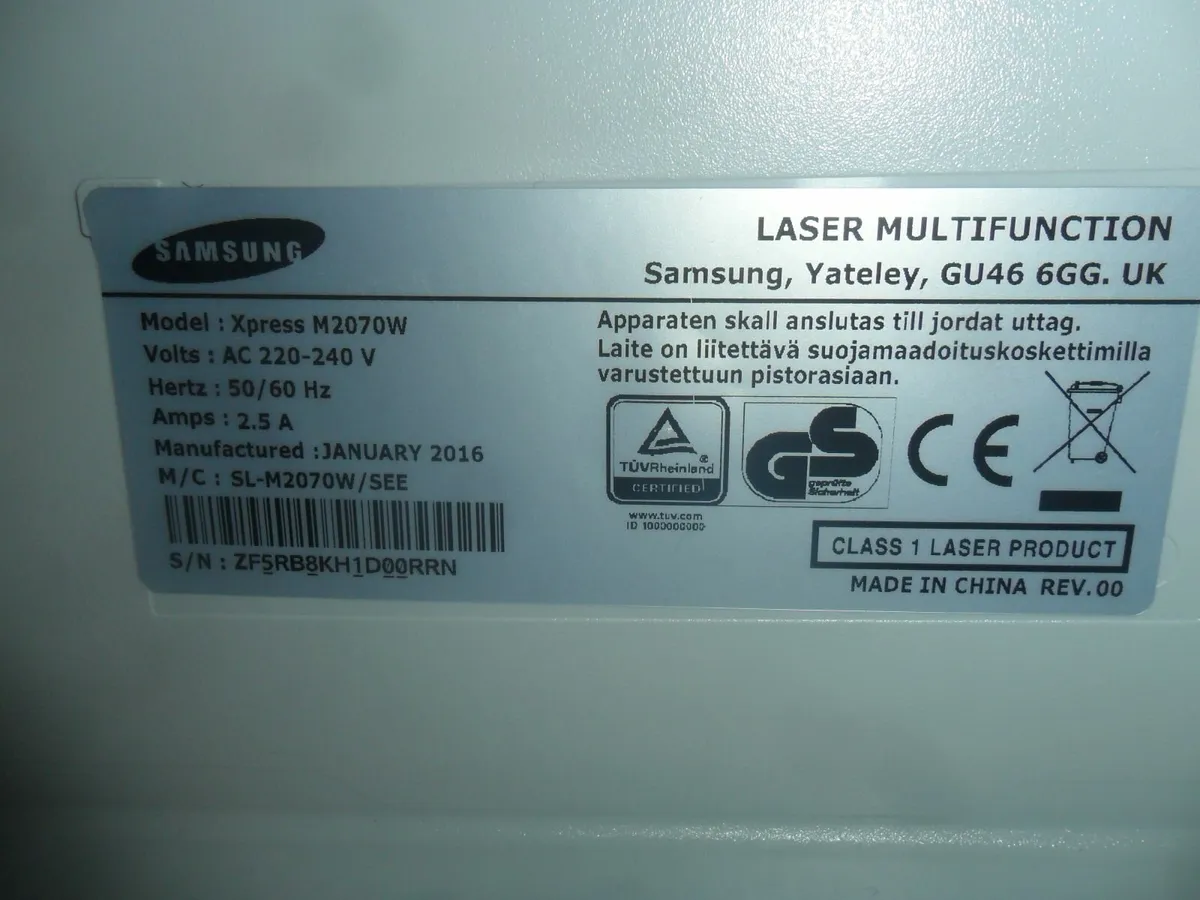 SAMSUNG
LASER MULTIFUNCTION
Samsung, Yateley, GU46 6GG. UK
Model : Xpress M2070W
Volts : AC 220-240 V
Hertz : 50/60 Hz
Amps : 2.5 A
Manufactured :JANUARY 2016
M/C : SL-M2070W/SEE
S/N : ZF5RB8KH1D00RRN
Apparaten skall anslutas till jordat uttag.
Laite on liitettävä suojamaadoituskoskettimilla
varustettuun pistorasiaan.
TÜVRheinland®
CERTIFIED
www.tuv.com
ID 1000000000
GS
geprüfte
Sicherheit
CE
CLASS 1 LASER PRODUCT
MADE IN CHINA REV.00